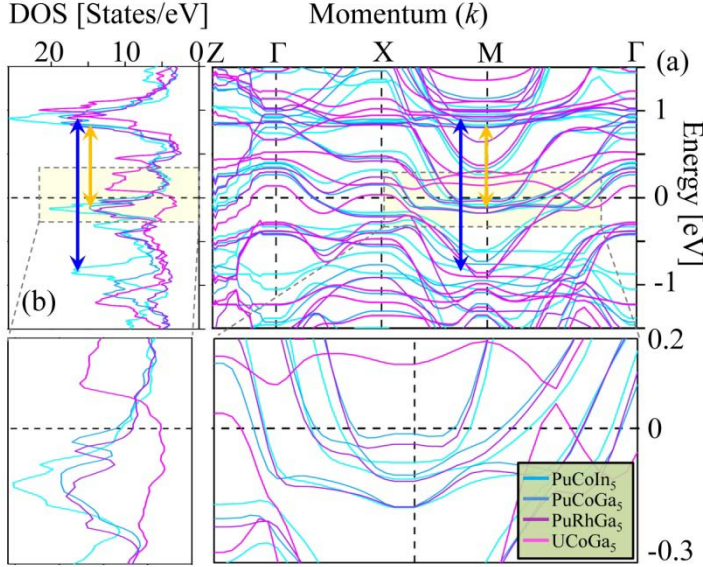 DOS [States/eV] Momentum (k)
20 10 0 Z Γ X M Γ
(a)
1
0
-1
Energy [eV]
(b)
0.2
0
-0.3
PuCoIn5
PuCoGa5
PuRhGa5
UCoGa5